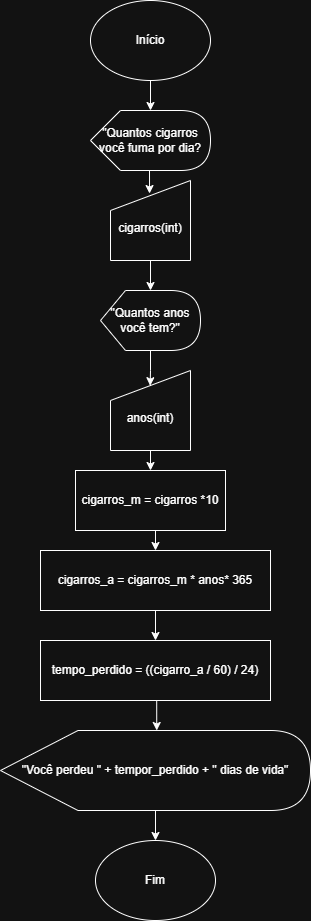 Início
"Quantos cigarros
você fuma por dia?
cigarros(int)
"Quantos anos
você tem?"
anos(int)
cigarros_m = cigarros *10
cigarros_a = cigarros_m * anos* 365
tempo_perdido = ((cigarro_a / 60) / 24)
"Você perdeu " + tempor_perdido + " dias de vida"
Fim